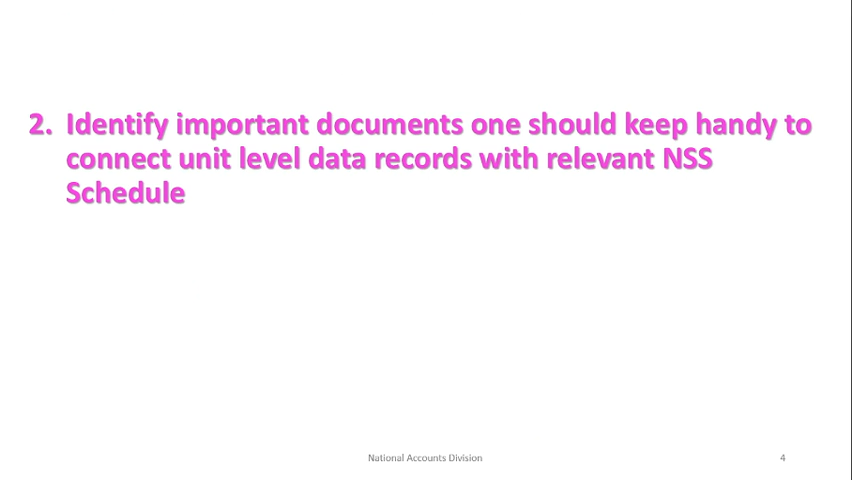 2. Identify important documents one should keep handy to
connect unit level data records with relevant NSS
Schedule
National Accounts Division
4